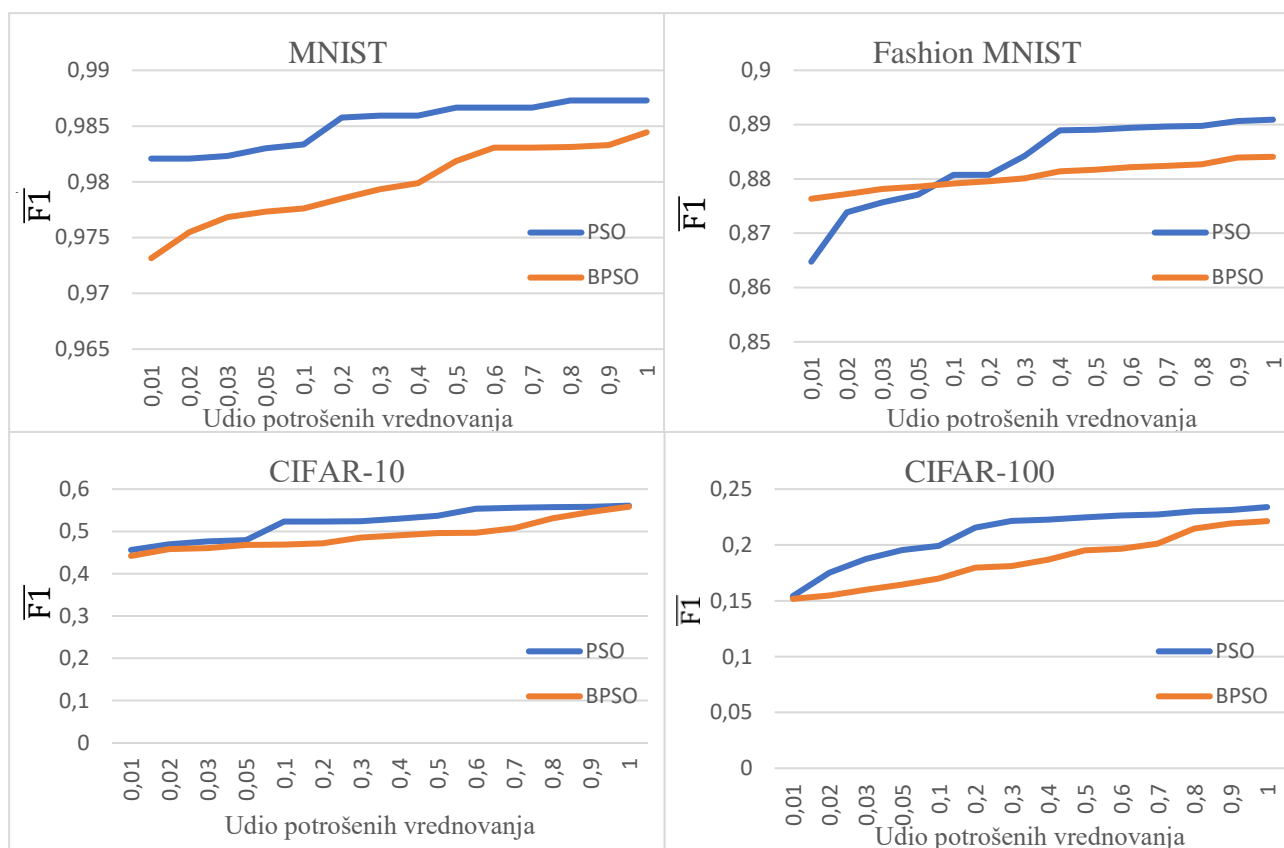 MNIST
0,99
0,985
0,98
0,975
0,97
0,965
F1
PSO
BPSO
0,01 0,02 0,03 0,05 0,1 0,2 0,3 0,4 0,5 0,6 0,7 0,8 0,9 1
Udio potrošenih vrednovanja
Fashion MNIST
0,9
0,89
0,88
0,87
0,86
0,85
F1
PSO
BPSO
0,01 0,02 0,03 0,05 0,1 0,2 0,3 0,4 0,5 0,6 0,7 0,8 0,9 1
Udio potrošenih vrednovanja
CIFAR-10
0,6
0,5
0,4
0,3
0,2
0,1
0
F1
PSO
BPSO
0,01 0,02 0,03 0,05 0,1 0,2 0,3 0,4 0,5 0,6 0,7 0,8 0,9 1
Udio potrošenih vrednovanja
CIFAR-100
0,25
0,2
0,15
0,1
0,05
0
F1
PSO
BPSO
0,01 0,02 0,03 0,05 0,1 0,2 0,3 0,4 0,5 0,6 0,7 0,8 0,9 1
Udio potrošenih vrednovanja